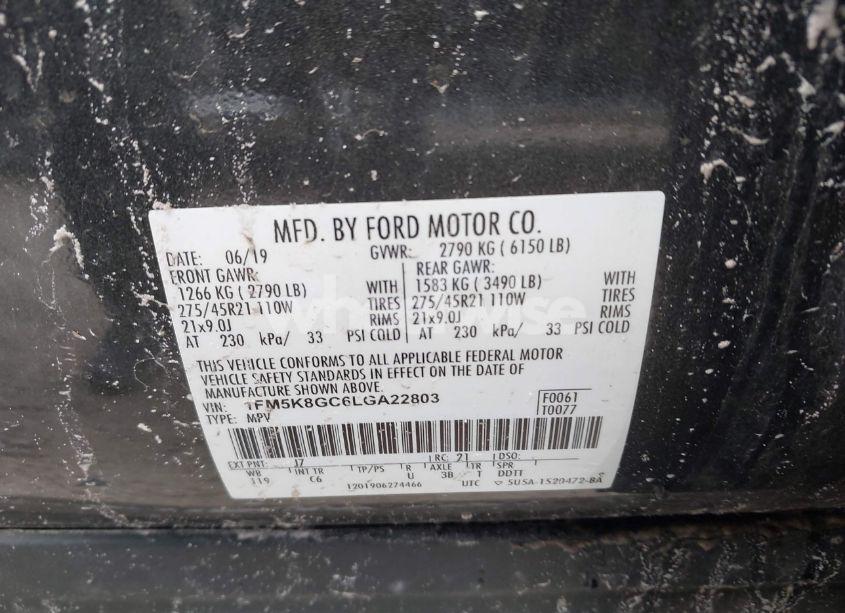 MFD. BY FORD MOTOR CO.
DATE: 06/19 GVWR: 2790 KG ( 6150 LB)
FRONT GAWR: REAR GAWR:
1266 KG ( 2790 LB) WITH 1583 KG ( 3490 LB) WITH
275/45R21 110W TIRES 275/45R21 110W TIRES
21x9.0J RIMS 21x9.0J RIMS
AT 230 kPa/ 33 PSI COLD AT 230 kPa/ 33 PSI COLD
THIS VEHICLE CONFORMS TO ALL APPLICABLE FEDERAL MOTOR
VEHICLE SAFETY STANDARDS IN EFFECT ON THE DATE OF
MANUFACTURE SHOWN ABOVE.
VIN: 1FM5K8GC6LGA22803 F0061
TYPE: MPV T0077
EXT PNT: J7 RC: 21 DSO:
WB INT TR TP/PS R AXLE TR SPR
119 C6 U 3B T DDTT
1201906274466 UTC ▽ 5U5A-1520472-BA